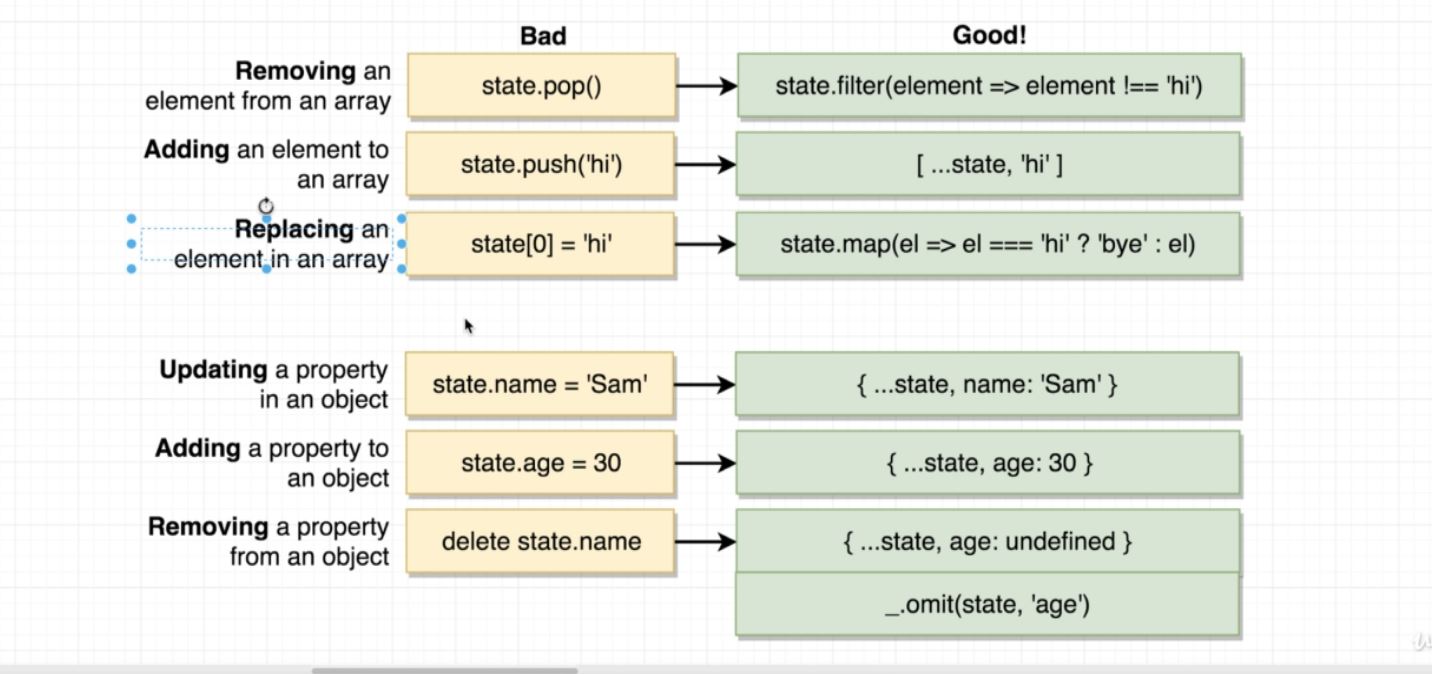 Bad
Good!
Removing an
element from an array
state.pop()
state.filter(element => element !== 'hi')
Adding an element to
an array
state.push('hi')
[ ...state, 'hi' ]
Replacing an
element in an array
state[0] = 'hi'
state.map(el => el === 'hi' ? 'bye' : el)
Updating a property
in an object
state.name = 'Sam'
{ ...state, name: 'Sam' }
Adding a property to
an object
state.age = 30
{ ...state, age: 30 }
Removing a property
from an object
delete state.name
{ ...state, age: undefined }
_.omit(state, 'age')